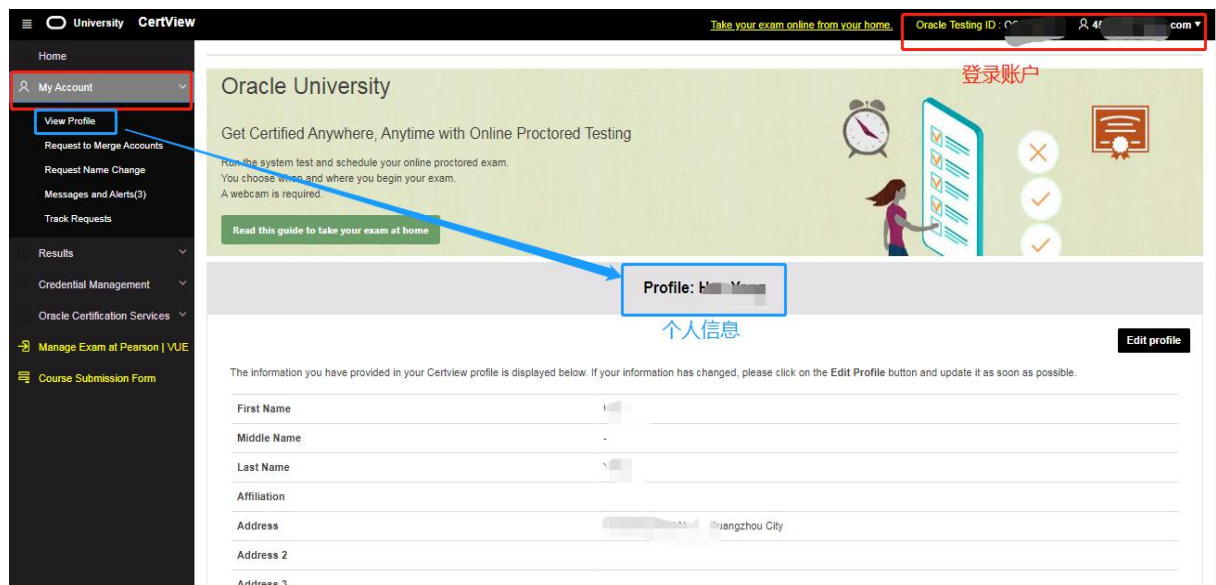 University CertView
Take your exam online from your home.
Oracle Testing ID :
com
Home
My Account
登录账户
View Profile
Request to Merge Accounts
Request Name Change
Messages and Alerts(3)
Track Requests
Results
Credential Management
Oracle Certification Services
Manage Exam at Pearson | VUE
Course Submission Form
Oracle University
Get Certified Anywhere, Anytime with Online Proctored Testing
Run the system test and schedule your online proctored exam.
You choose when and where you begin your exam.
A webcam is required.
Read this guide to take your exam at home
Profile:
个人信息
Edit profile
The information you have provided in your Certview profile is displayed below. If your information has changed, please click on the Edit Profile button and update it as soon as possible.
First Name
Middle Name -
Last Name
Affiliation
Address City
Address 2
Address 3